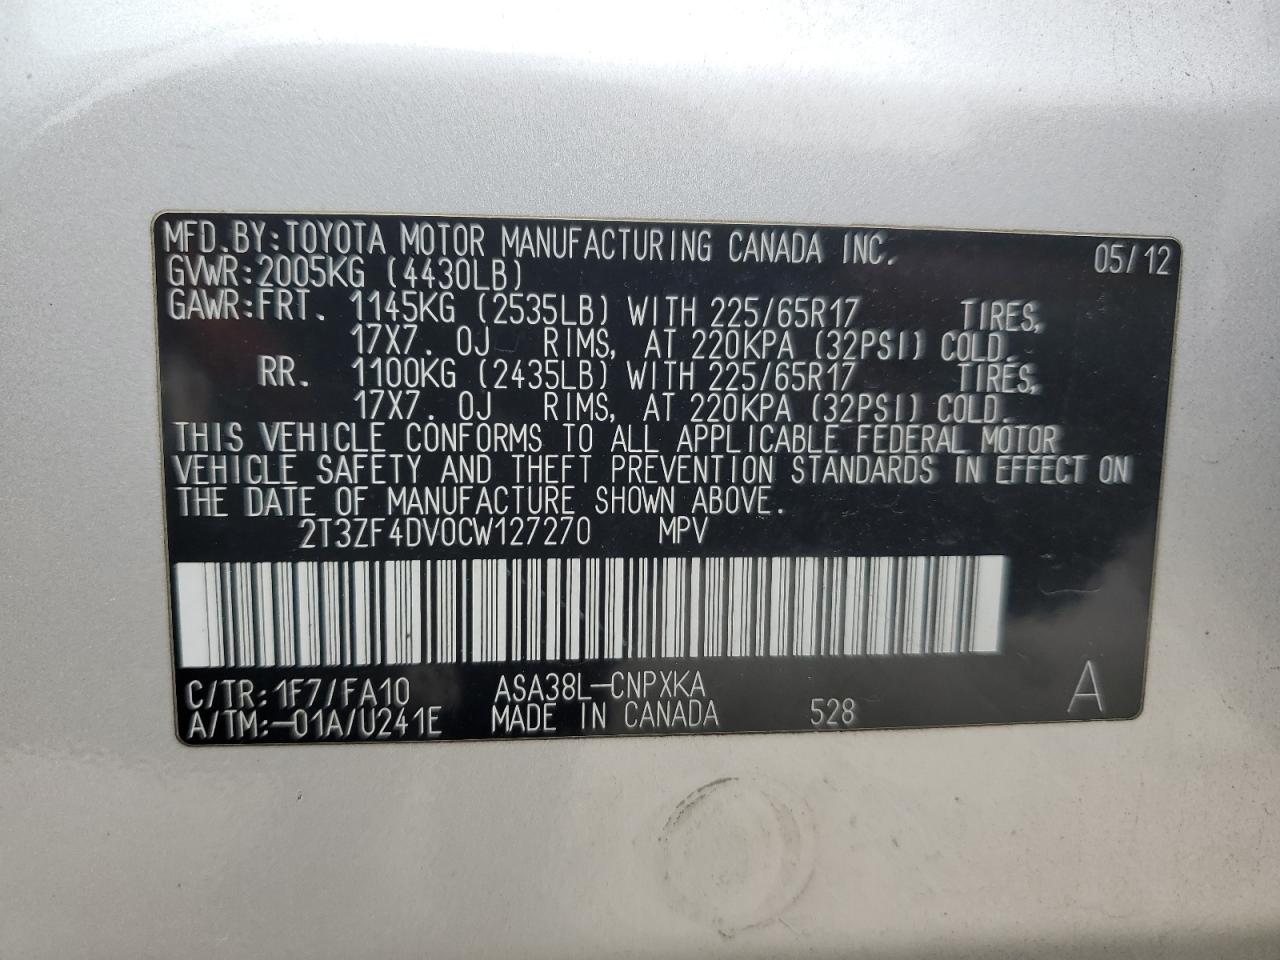 MFD.BY:TOYOTA MOTOR MANUFACTURING CANADA INC. 05/12
GVWR:2005KG (4430LB)
GAWR:FRT. 1145KG (2535LB) WITH 225/65R17 TIRES,
17X7.0J RIMS, AT 220KPA (32PSI) COLD.
RR. 1100KG (2435LB) WITH 225/65R17 TIRES,
17X7.0J RIMS, AT 220KPA (32PSI) COLD.
THIS VEHICLE CONFORMS TO ALL APPLICABLE FEDERAL MOTOR
VEHICLE SAFETY AND THEFT PREVENTION STANDARDS IN EFFECT ON
THE DATE OF MANUFACTURE SHOWN ABOVE.
2T3ZF4DV0CW127270 MPV
C/TR:1F7/FA10 ASA38L-CNPXKA A
A/TM:-01A/U241E MADE IN CANADA 528